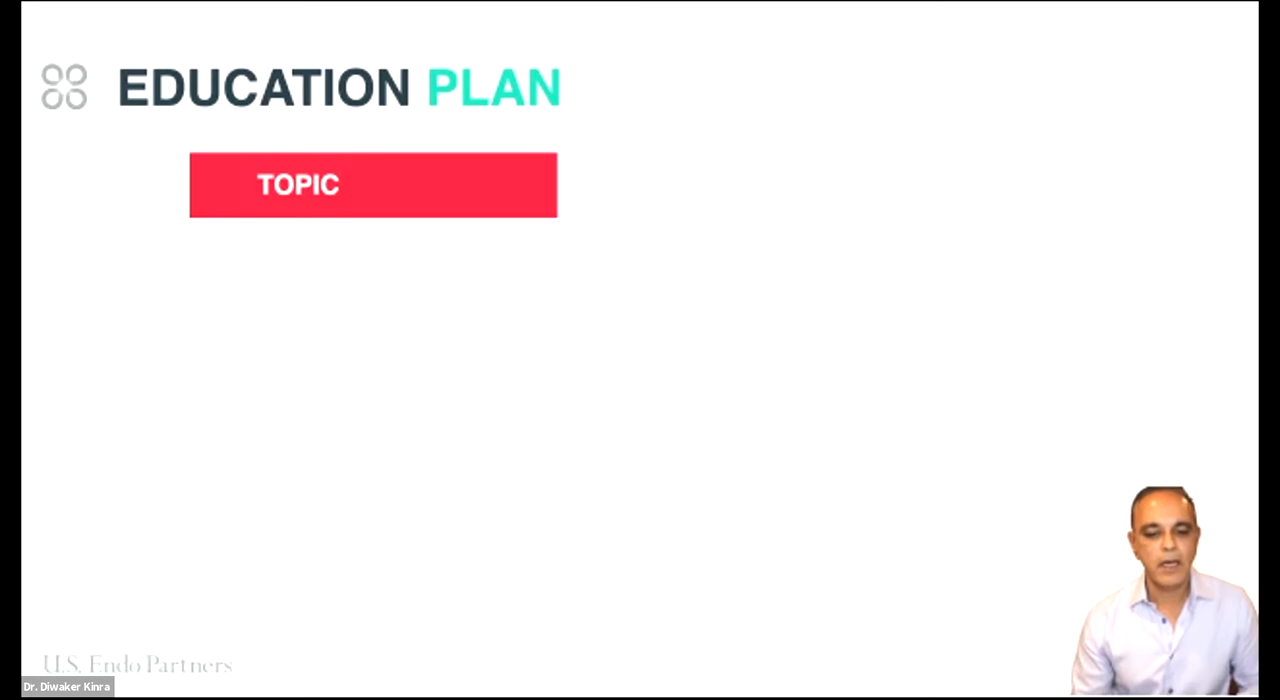 EDUCATION PLAN
TOPIC
U.S. Endo Partners
Dr. Diwaker Kinra